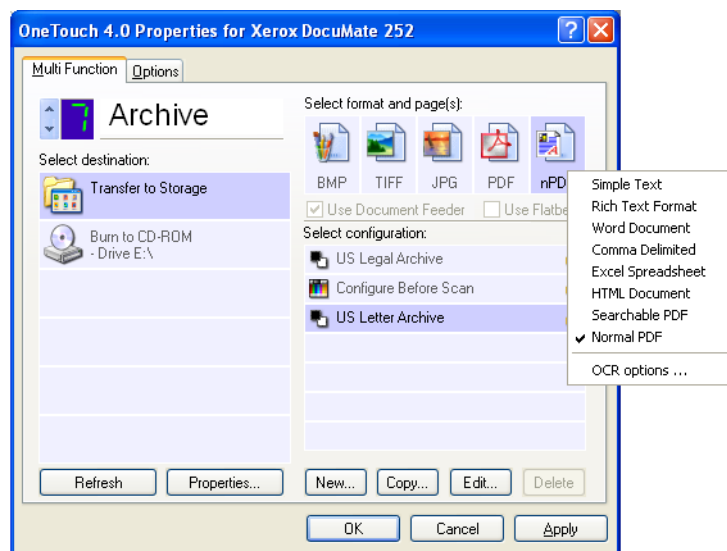 OneTouch 4.0 Properties for Xerox DocuMate 252
Multi Function
Options
7
Archive
Select destination:
Transfer to Storage
Burn to CD-ROM
- Drive E:\
Refresh
Properties...
Select format and page(s):
BMP
TIFF
JPG
PDF
nPD
Use Document Feeder
Use Flatbe
Select configuration:
US Legal Archive
Configure Before Scan
US Letter Archive
New...
Copy...
Edit...
Delete
Simple Text
Rich Text Format
Word Document
Comma Delimited
Excel Spreadsheet
HTML Document
Searchable PDF
Normal PDF
OCR options ...
OK
Cancel
Apply